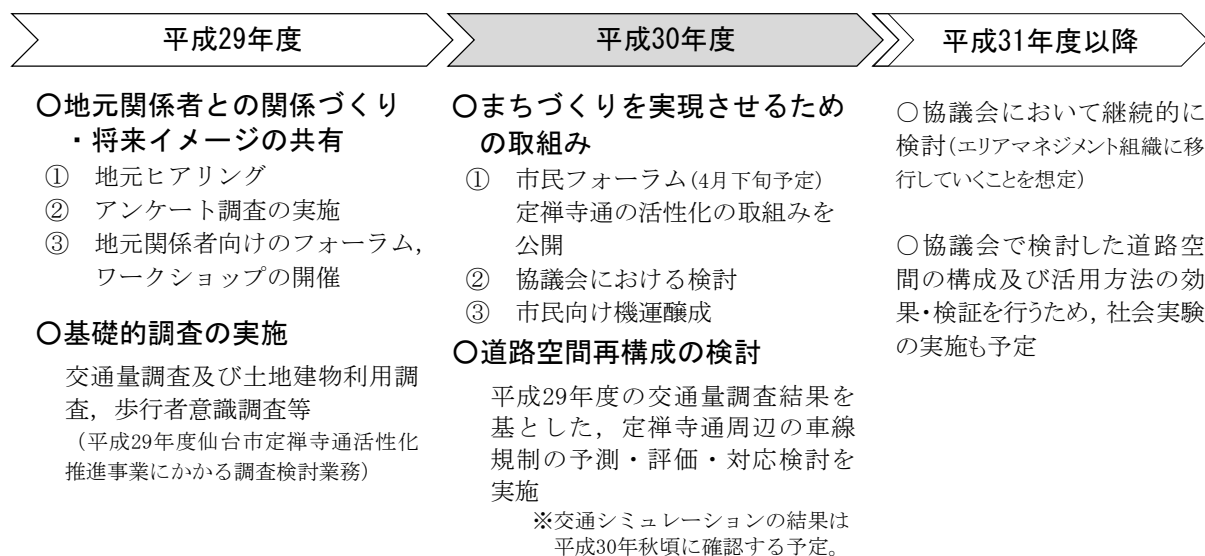 平成29年度
〇地元関係者との関係づくり
・将来イメージの共有
① 地元ヒアリング
② アンケート調査の実施
③ 地元関係者向けのフォーラム，
ワークショップの開催
〇基礎的調査の実施
交通量調査及び土地建物利用調
査，歩行者意識調査等
（平成29年度仙台市定禅寺通活性化
推進事業にかかる調査検討業務）
平成30年度
〇まちづくりを実現させるため
の取組み
① 市民フォーラム(4月下旬予定)
定禅寺通の活性化の取組みを
公開
② 協議会における検討
③ 市民向け機運醸成
〇道路空間再構成の検討
平成29年度の交通量調査結果を
基とした，定禅寺通周辺の車線
規制の予測・評価・対応検討を
実施
※交通シミュレーションの結果は
平成30年秋頃に確認する予定。
平成31年度以降
○協議会において継続的に
検討(エリアマネジメント組織に移
行していくことを想定)
○協議会で検討した道路空
間の構成及び活用方法の効
果・検証を行うため，社会実験
の実施も予定